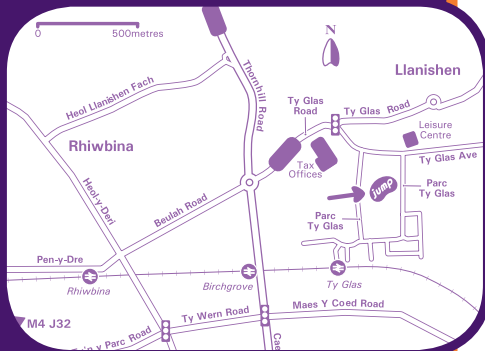 0
500metres
N
Llanishen
Heol Llanishen Fach
Thornhill Road
Ty Glas
Road
Ty Glas Road
Leisure
Centre
Rhiwbina
Ty Glas Ave
Tax
Offices
jump
Parc
Ty Glas
Heol-y-Deri
Beulah Road
Parc
Ty Glas
Pen-y-Dre
Rhiwbina
Birchgrove
Ty Glas
Maes Y Coed Road
Ty Wern Road
M4 J32
y Parc Road